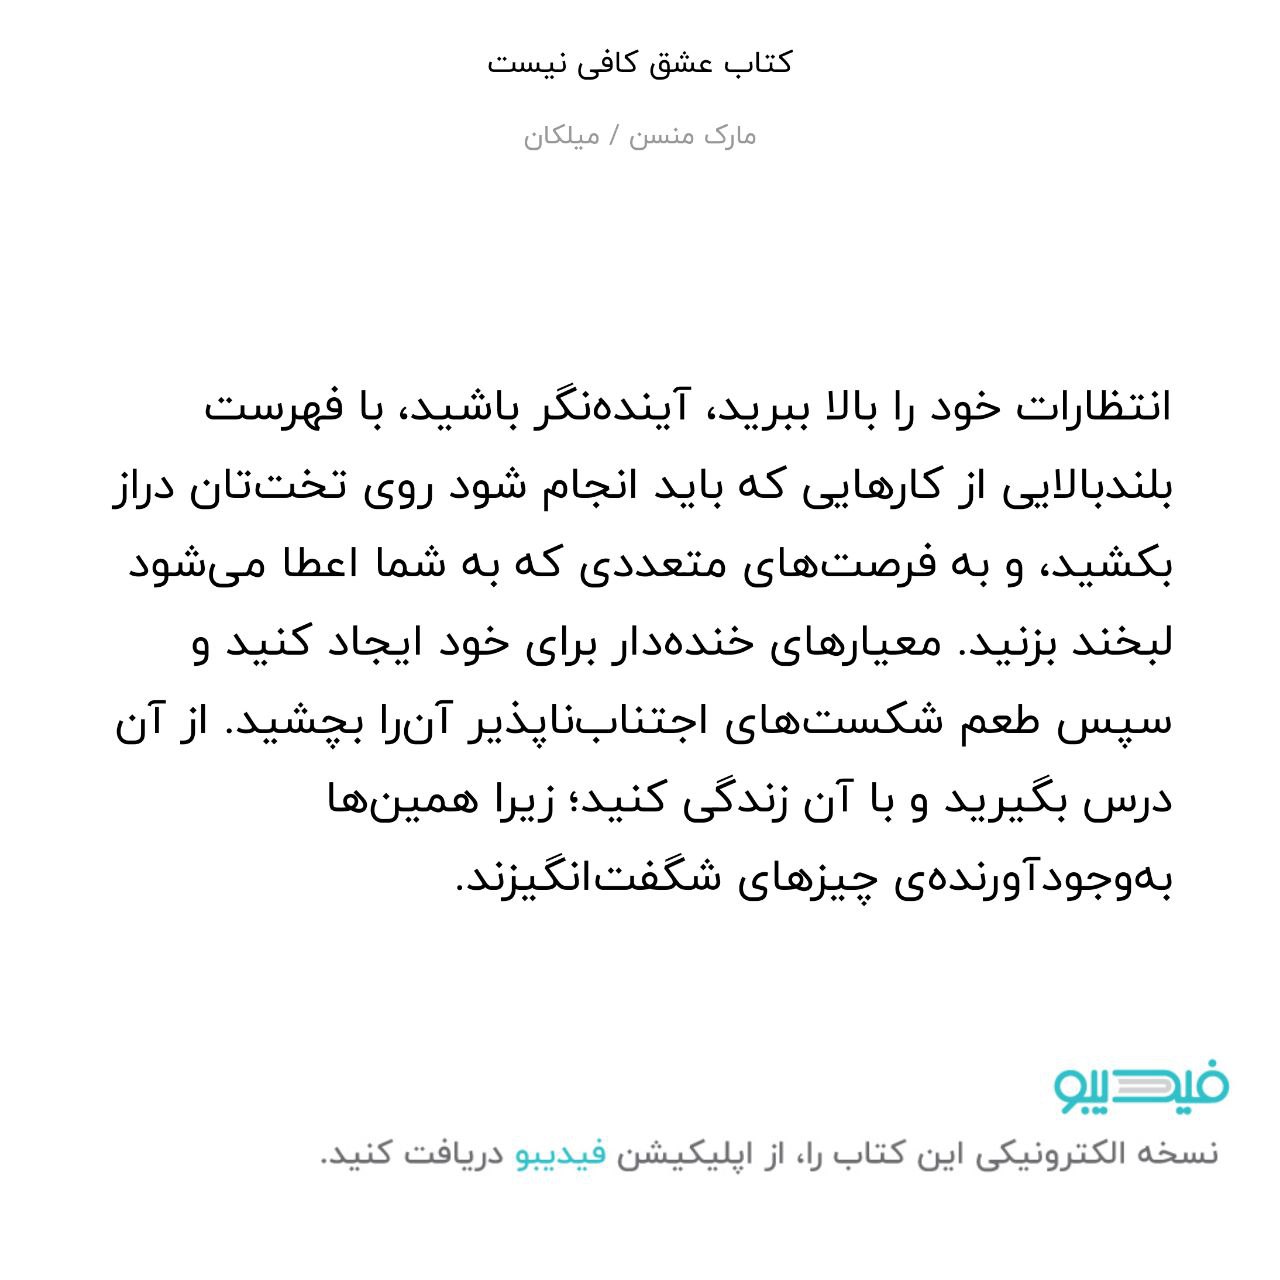 کتاب عشق کافی نیست
مارک منسن / میلکان
انتظارات خود را بالا ببرید، آینده‌نگر باشید، با فهرست
بلندبالایی از کارهایی که باید انجام شود روی تخت‌تان دراز
بکشید، و به فرصت‌های متعددی که به شما اعطا می‌شود
لبخند بزنید. معیارهای خنده‌دار برای خود ایجاد کنید و
سپس طعم شکست‌های اجتناب‌ناپذیر آن‌را بچشید. از آن
درس بگیرید و با آن زندگی کنید؛ زیرا همین‌ها
به‌وجودآورنده‌ی چیزهای شگفت‌انگیزند.
فیدیبو
نسخه الکترونیکی این کتاب را، از اپلیکیشن فیدیبو دریافت کنید.